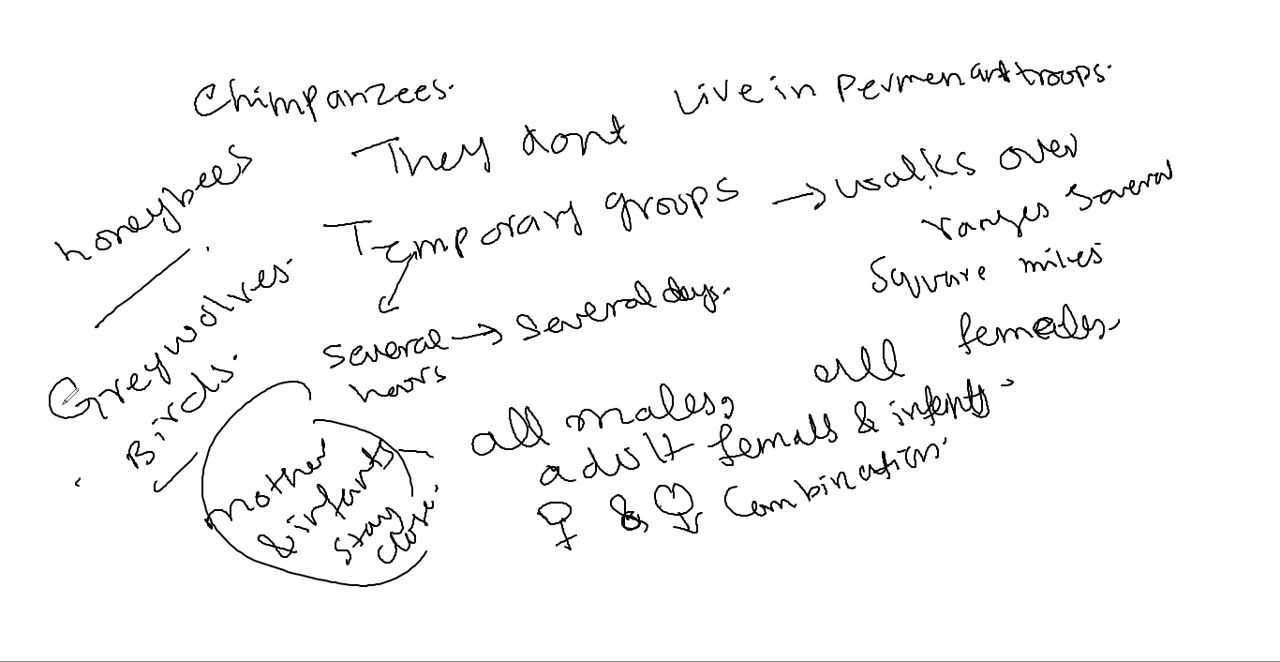 Chimpanzees.
They dont Live in Permenant troops.
honeybees
Temporary groups → walks over
ranges several
Square miles
Greywolves.
several → several days.
hours
Birds.
all males, all females.
adult femals & infants
♀ & ♀ Combination.
mother
& infants
stay
close.